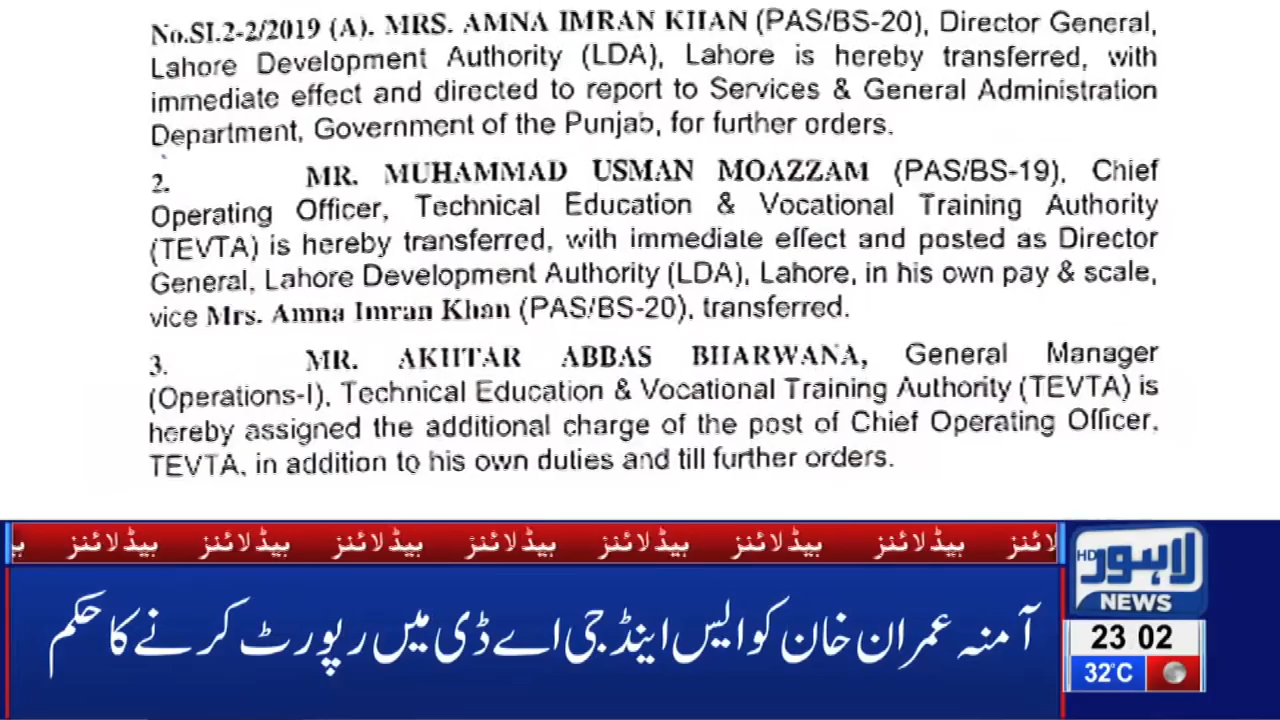 No.SI.2-2/2019 (A). MRS. AMNA IMRAN KHAN (PAS/BS-20), Director General,
Lahore Development Authority (LDA), Lahore is hereby transferred, with
immediate effect and directed to report to Services & General Administration
Department, Government of the Punjab, for further orders.
2. MR. MUHAMMAD USMAN MOAZZAM (PAS/BS-19), Chief
Operating Officer, Technical Education & Vocational Training Authority
(TEVTA) is hereby transferred, with immediate effect and posted as Director
General, Lahore Development Authority (LDA), Lahore, in his own pay & scale,
vice Mrs. Amna Imran Khan (PAS/BS-20), transferred.
3. MR. AKHTAR ABBAS BHARWANA, General Manager
(Operations-I), Technical Education & Vocational Training Authority (TEVTA) is
hereby assigned the additional charge of the post of Chief Operating Officer,
TEVTA, in addition to his own duties and till further orders.
ہیڈلائنز ہیڈلائنز ہیڈلائنز ہیڈلائنز ہیڈلائنز ہیڈلائنز ہیڈلائنز
آمنہ عمران خان کو ایس اینڈ جی اے ڈی میں رپورٹ کرنے کا حکم
HD لاہور
NEWS
23 02
32°C